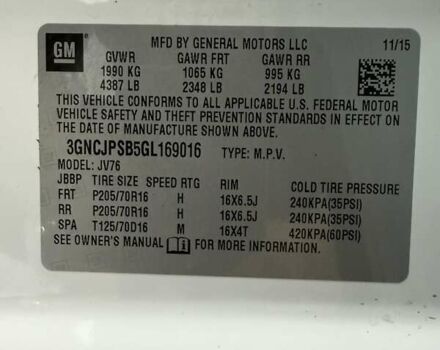 GM
MFD BY GENERAL MOTORS LLC 11/15
GVWR GAWR FRT GAWR RR
1990 KG 1065 KG 995 KG
4387 LB 2348 LB 2194 LB
THIS VEHICLE CONFORMS TO ALL APPLICABLE U.S. FEDERAL MOTOR
VEHICLE SAFETY AND THEFT PREVENTION STANDARDS IN EFFECT ON THE
DATE OF MANUFACTURE SHOWN ABOVE.
3GNCJPSB5GL169016 TYPE: M.P.V.
MODEL: JV76
JBBP TIRE SIZE SPEED RTG RIM COLD TIRE PRESSURE
FRT P205/70R16 H 16X6.5J 240KPA(35PSI)
RR P205/70R16 H 16X6.5J 240KPA(35PSI)
SPA T125/70D16 M 16X4T 420KPA(60PSI)
SEE OWNER'S MANUAL FOR MORE INFORMATION.